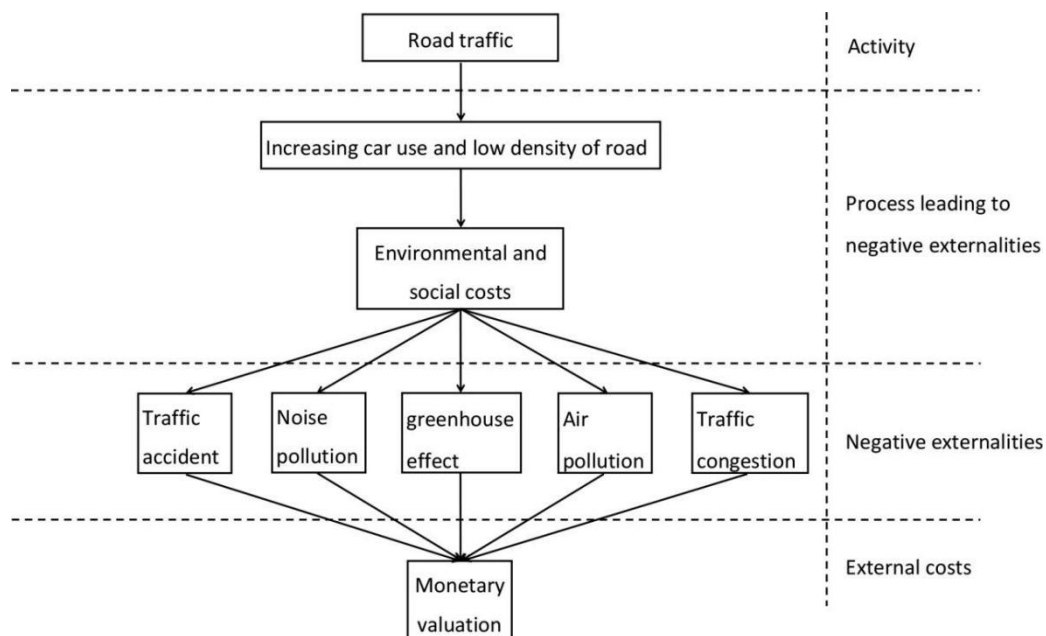 Road traffic
Activity
Increasing car use and low density of road
Process leading to
negative externalities
Environmental and
social costs
Traffic
accident
Noise
pollution
greenhouse
effect
Air
pollution
Traffic
congestion
Negative externalities
Monetary
valuation
External costs